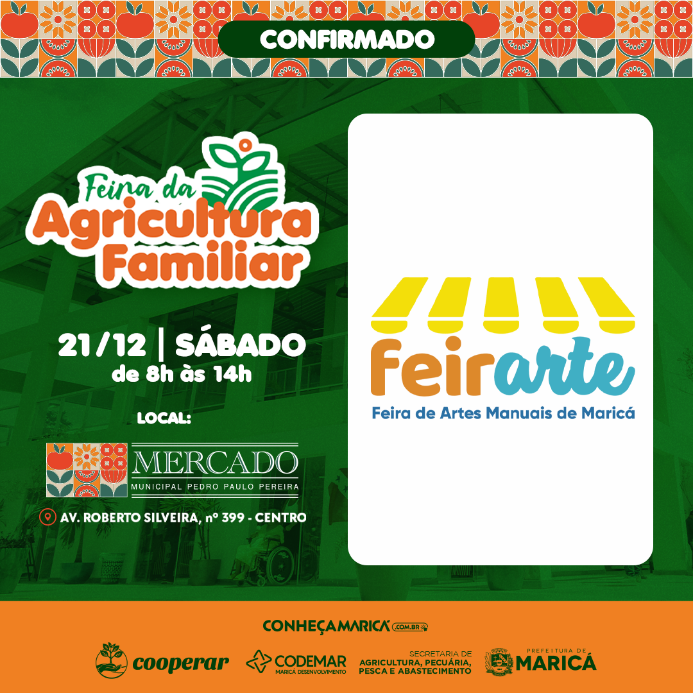 CONFIRMADO
Feira da
Agricultura
Familiar
21/12 | SÁBADO
de 8h às 14h
LOCAL:
MERCADO
MUNICIPAL PEDRO PAULO PEREIRA
AV. ROBERTO SILVEIRA, nº 399 - CENTRO
Feirarte
Feira de Artes Manuais de Maricá
CONHEÇAMARICÁ .COM.BR
cooperar
CODEMAR
MARICÁ DESENVOLVIMENTO
SECRETARIA DE
AGRICULTURA, PECUÁRIA,
PESCA E ABASTECIMENTO
PREFEITURA DE
MARICÁ